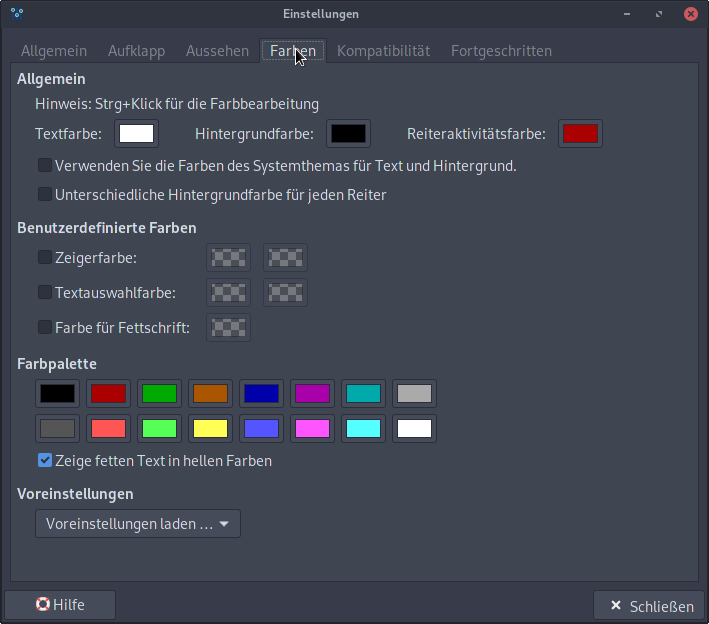 Einstellungen
Allgemein Aufklapp Aussehen Farben Kompatibilität Fortgeschritten
Allgemein
Hinweis: Strg+Klick für die Farbbearbeitung
Textfarbe: Hintergrundfarbe: Reiteraktivitätsfarbe:
Verwenden Sie die Farben des Systemthemas für Text und Hintergrund.
Unterschiedliche Hintergrundfarbe für jeden Reiter
Benutzerdefinierte Farben
Zeigerfarbe:
Textauswahlfarbe:
Farbe für Fettschrift:
Farbpalette
Zeige fetten Text in hellen Farben
Voreinstellungen
Voreinstellungen laden ...
Hilfe Schließen